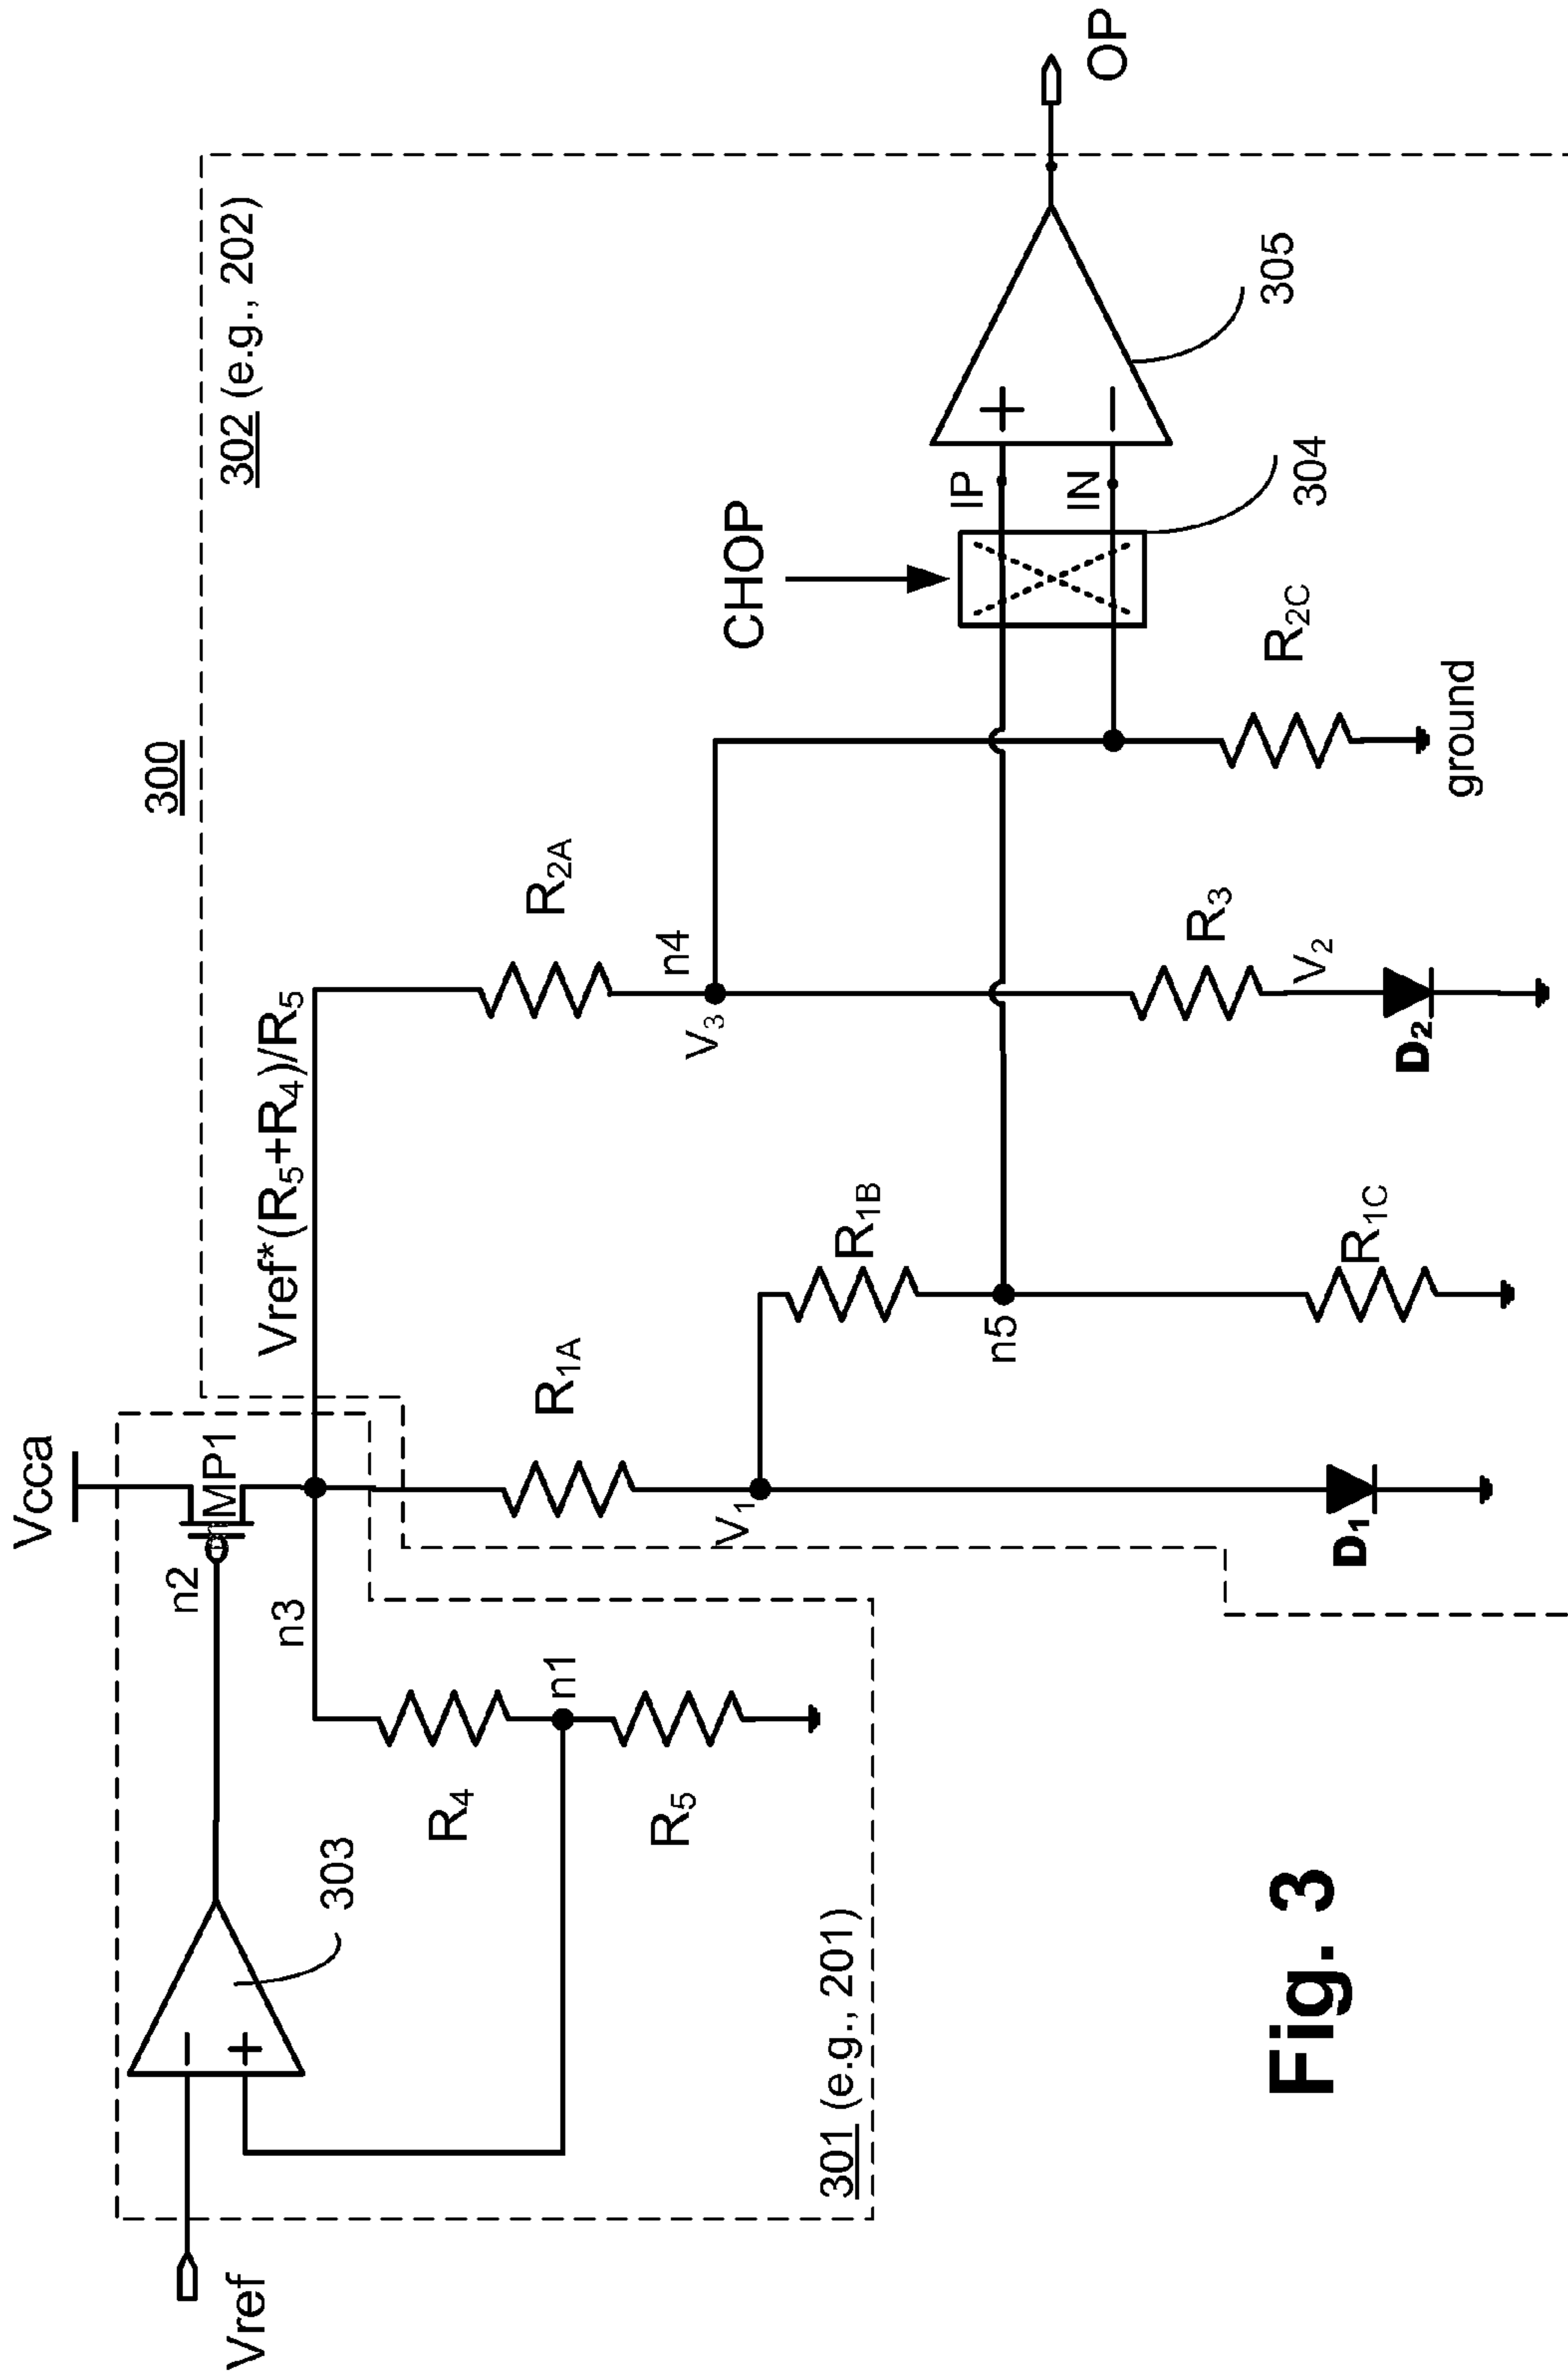 300
302 (e.g., 202)
Vcca
MP1
n2
n3
Vref*(R5+R4)/R5
303
Vref
R4
n1
R5
301 (e.g., 201)
R1A
V1
R1B
n5
R1C
D1
R2A
n4
V3
R3
V2
D2
CHOP
IP
IN
304
R2C
ground
305
OP
+
−
−
+
Fig. 3